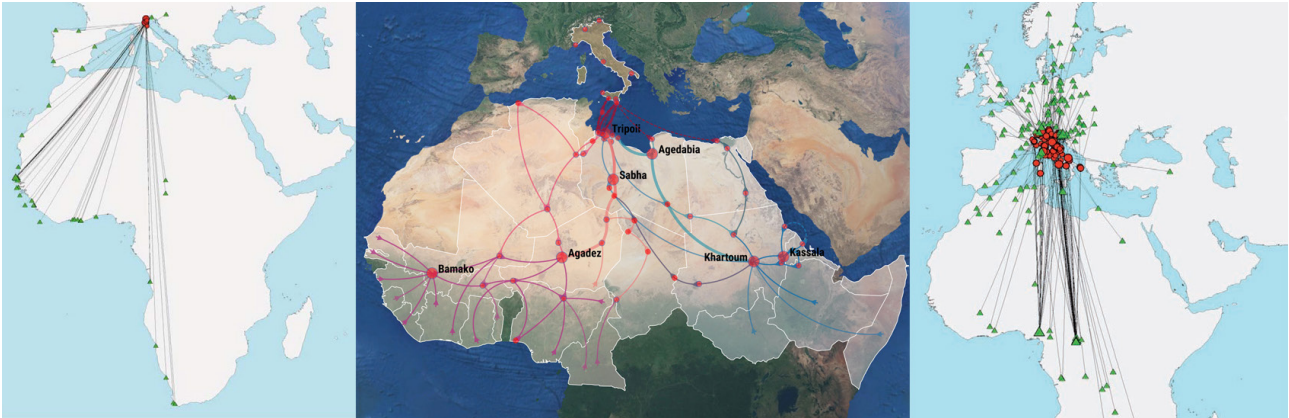 Tripoli
Agedabia
Sabha
Agadez
Bamako
Khartoum
Kassala